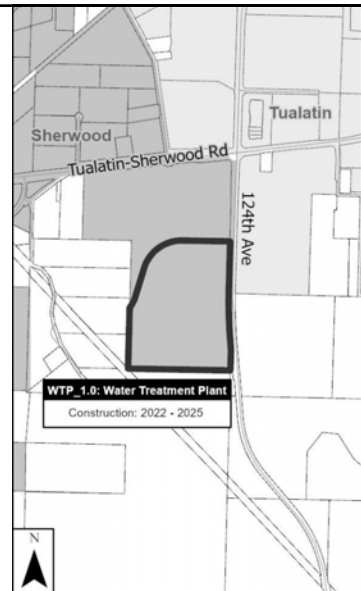 Tualatin
Sherwood
Tualatin-Sherwood Rd
124th Ave
WTP_1.0: Water Treatment Plant
Construction: 2022 - 2025
N